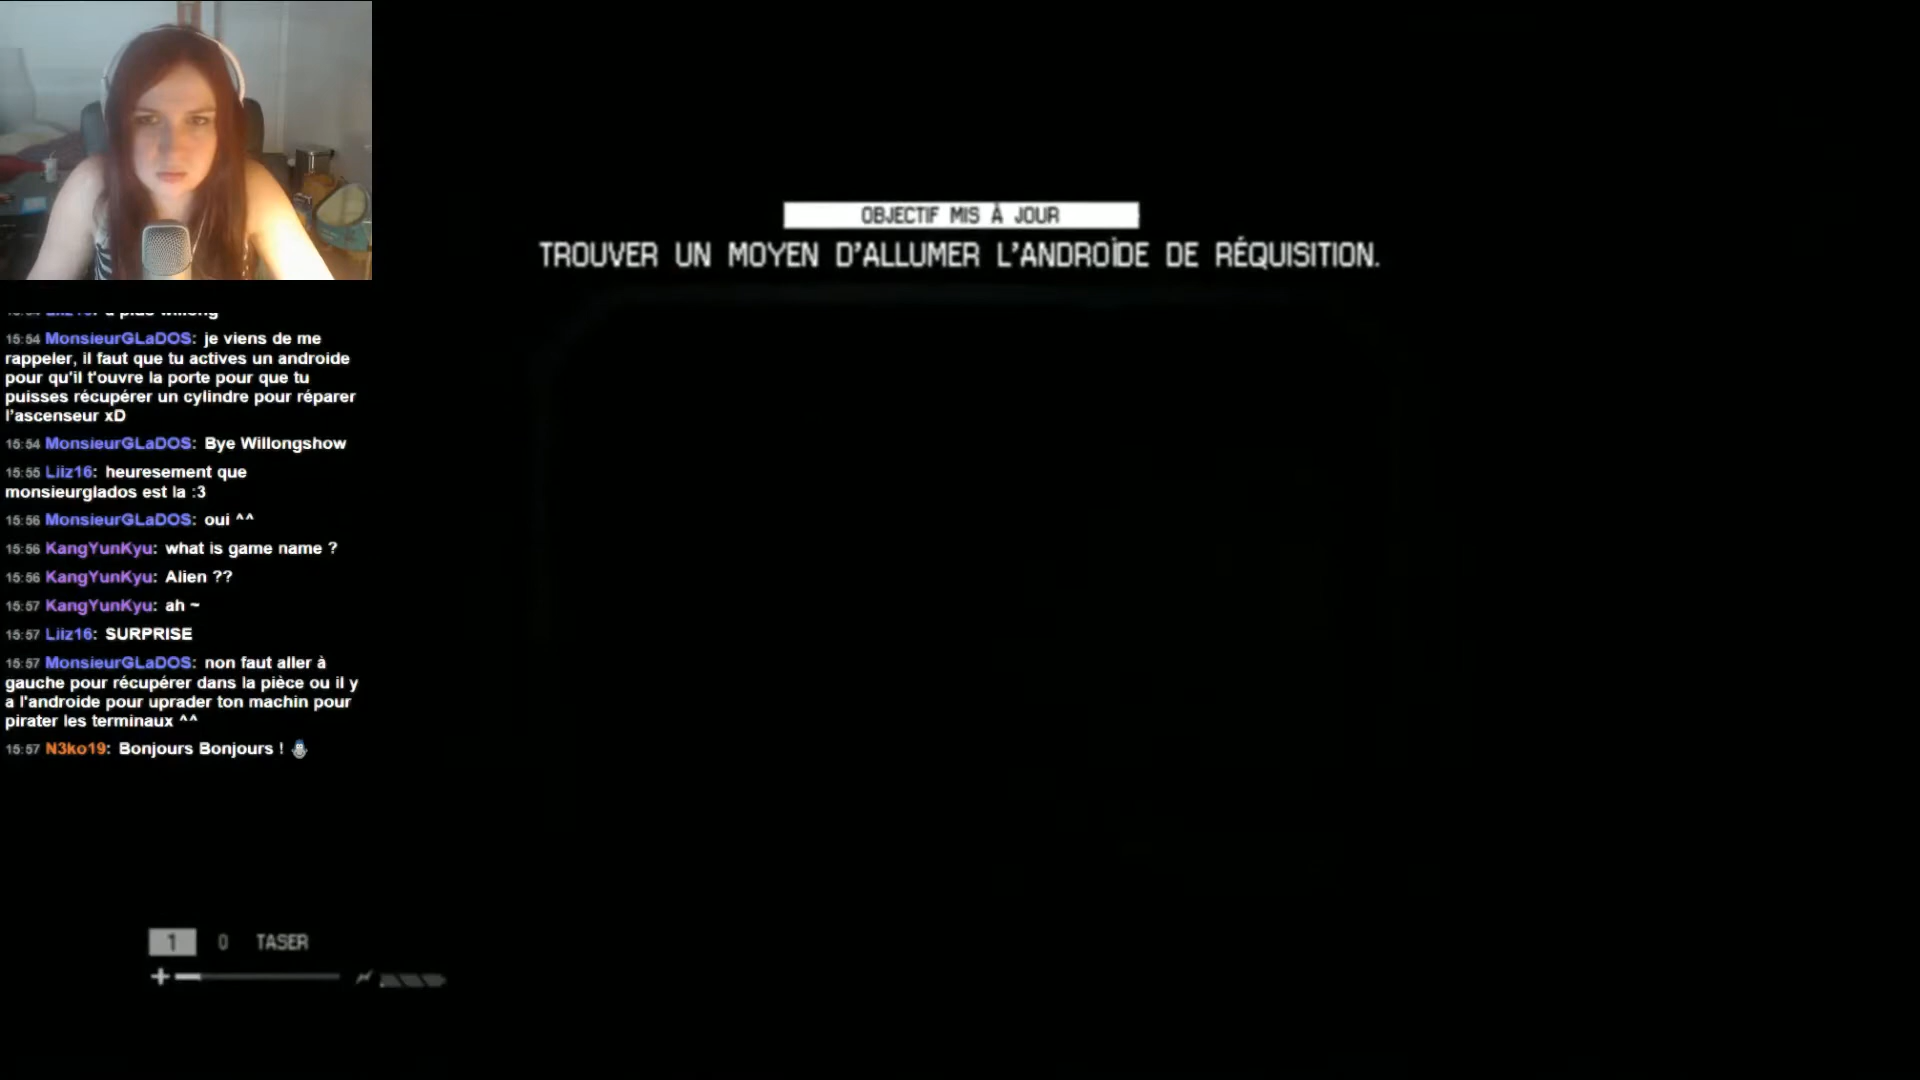 OBJECTIF MIS À JOUR
TROUVER UN MOYEN D'ALLUMER L'ANDROÏDE DE RÉQUISITION.
15:54 MonsieurGLaDOS: je viens de me
rappeler, il faut que tu actives un androide
pour qu'il t'ouvre la porte pour que tu
puisses récupérer un cylindre pour réparer
l'ascenseur xD
15:54 MonsieurGLaDOS: Bye Willongshow
15:55 Liiz16: heuresement que
monsieurglados est la :3
15:56 MonsieurGLaDOS: oui ^^
15:56 KangYunKyu: what is game name ?
15:56 KangYunKyu: Alien ??
15:57 KangYunKyu: ah ~
15:57 Liiz16: SURPRISE
15:57 MonsieurGLaDOS: non faut aller à
gauche pour récupérer dans la pièce ou il y
a l'androide pour uprader ton machin pour
pirater les terminaux ^^
15:57 N3ko19: Bonjours Bonjours !
1 0 TASER